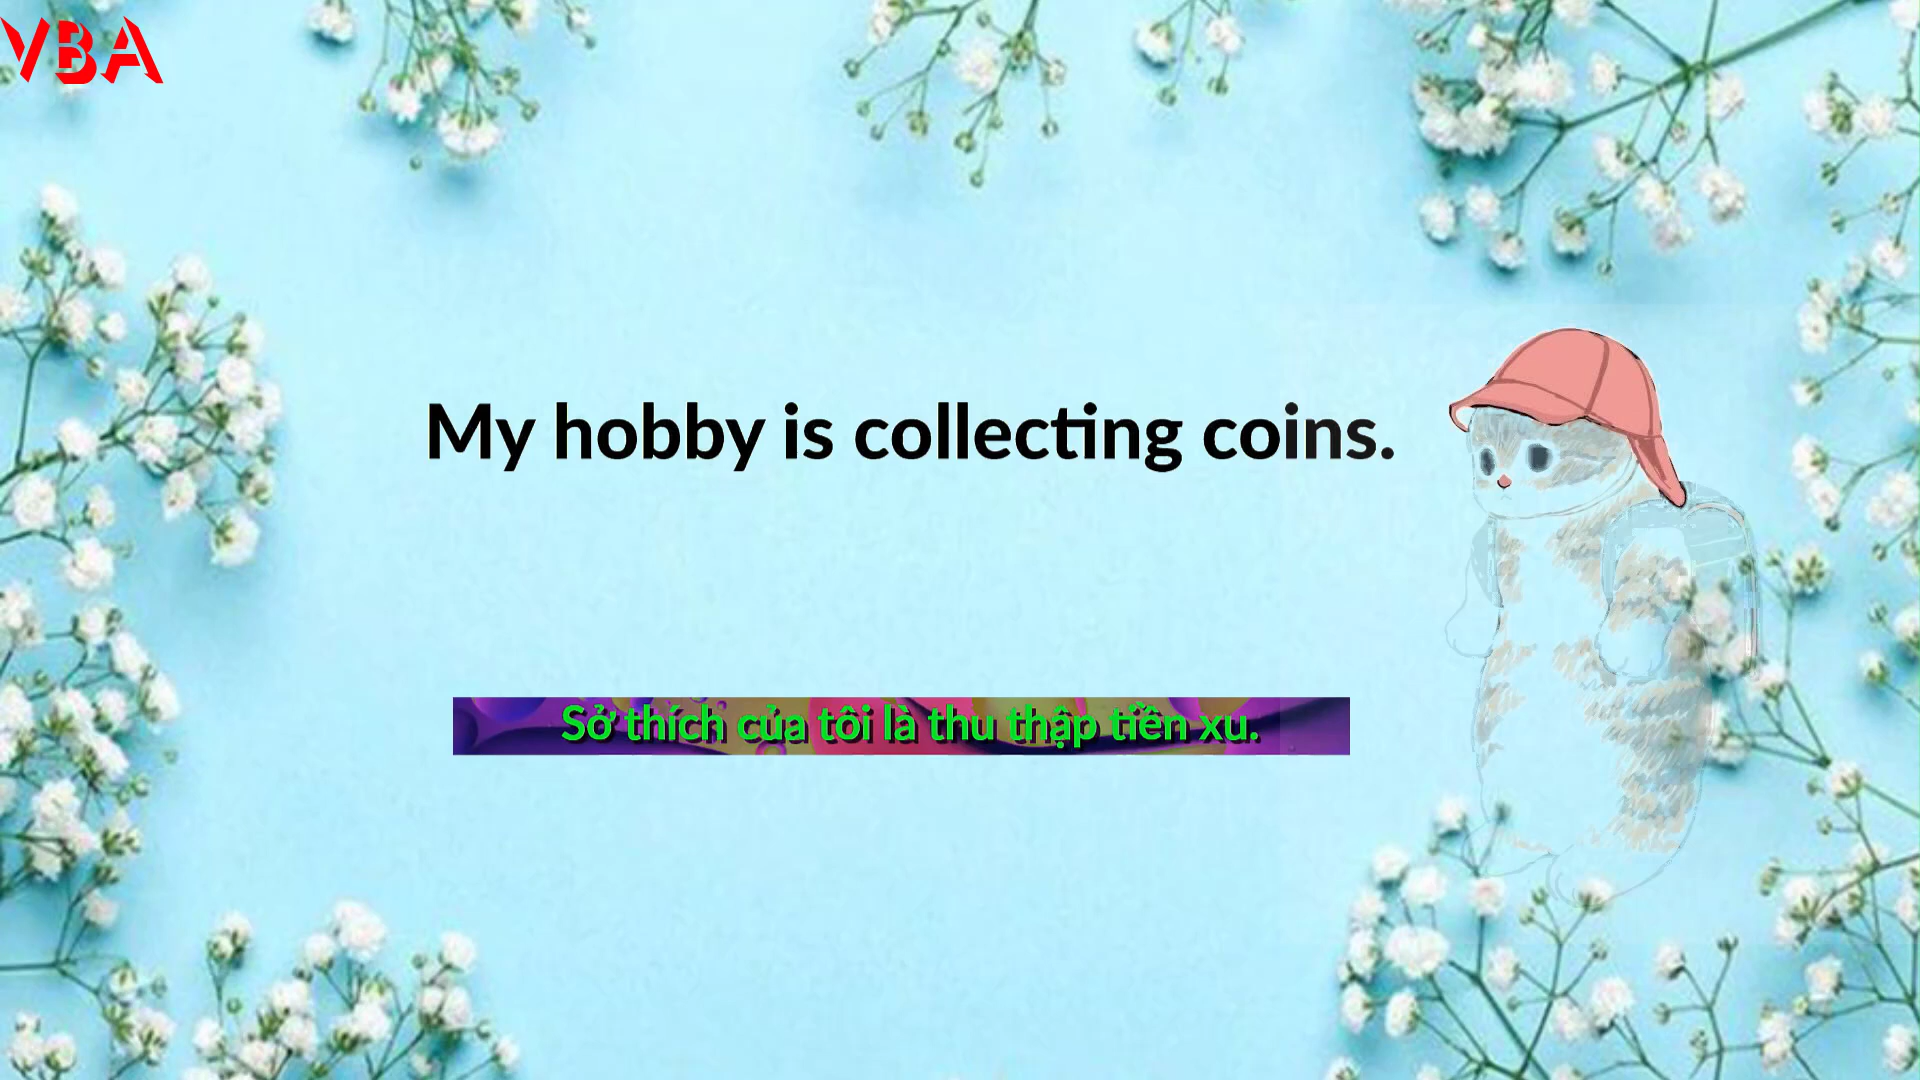 VBA
My hobby is collecting coins.
Sở thích của tôi là thu thập tiền xu.